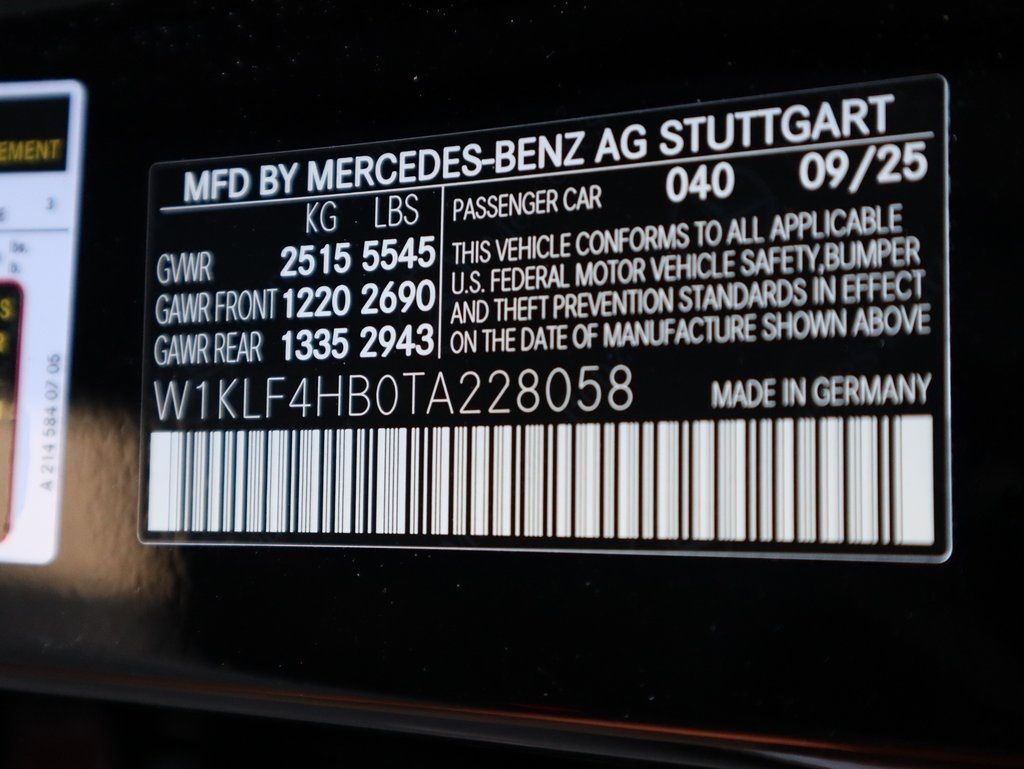 EMENT
3
A 214 584 07 06
MFD BY MERCEDES-BENZ AG STUTTGART
KG LBS
GVWR 2515 5545
GAWR FRONT 1220 2690
GAWR REAR 1335 2943
PASSENGER CAR 040 09/25
THIS VEHICLE CONFORMS TO ALL APPLICABLE
U.S. FEDERAL MOTOR VEHICLE SAFETY,BUMPER
AND THEFT PREVENTION STANDARDS IN EFFECT
ON THE DATE OF MANUFACTURE SHOWN ABOVE
W1KLF4HB0TA228058 MADE IN GERMANY